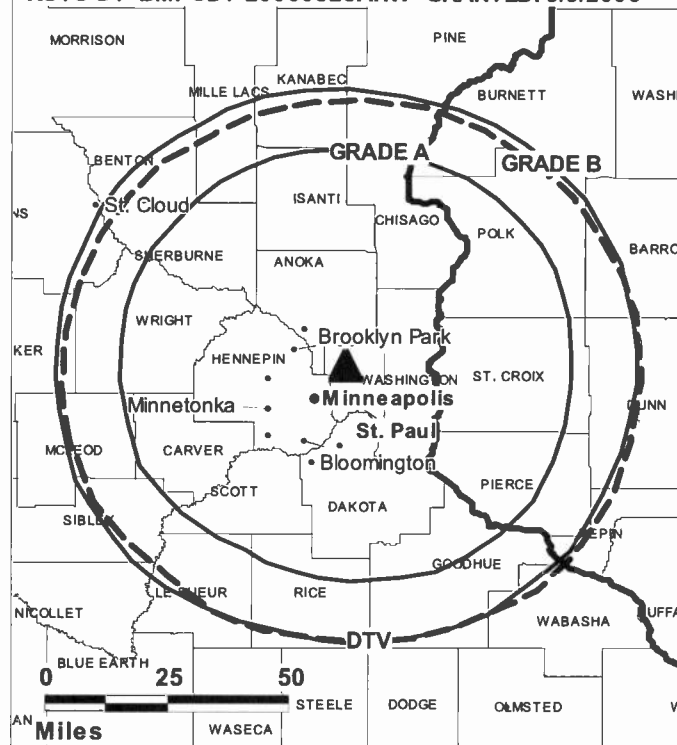 MORRISON
PINE
KANABEC
MILLE LACS
BURNETT
GRADE A
GRADE B
BENTON
ISANTI
St. Cloud
CHISAGO
POLK
SHERBURNE
ANOKA
BARRO
WRIGHT
Brooklyn Park
KER
HENNEPIN
WASHINGTON
ST. CROIX
Minnetonka
Minneapolis
DUNN
St. Paul
MCLEOD
CARVER
Bloomington
SCOTT
PIERCE
DAKOTA
SIBLEY
PEPIN
GOODHUE
LE SUEUR
RICE
NICOLLET
WABASHA
BUFFA
DTV
BLUE EARTH
0 25 50
STEELE
DODGE
OLMSTED
Miles
WASECA